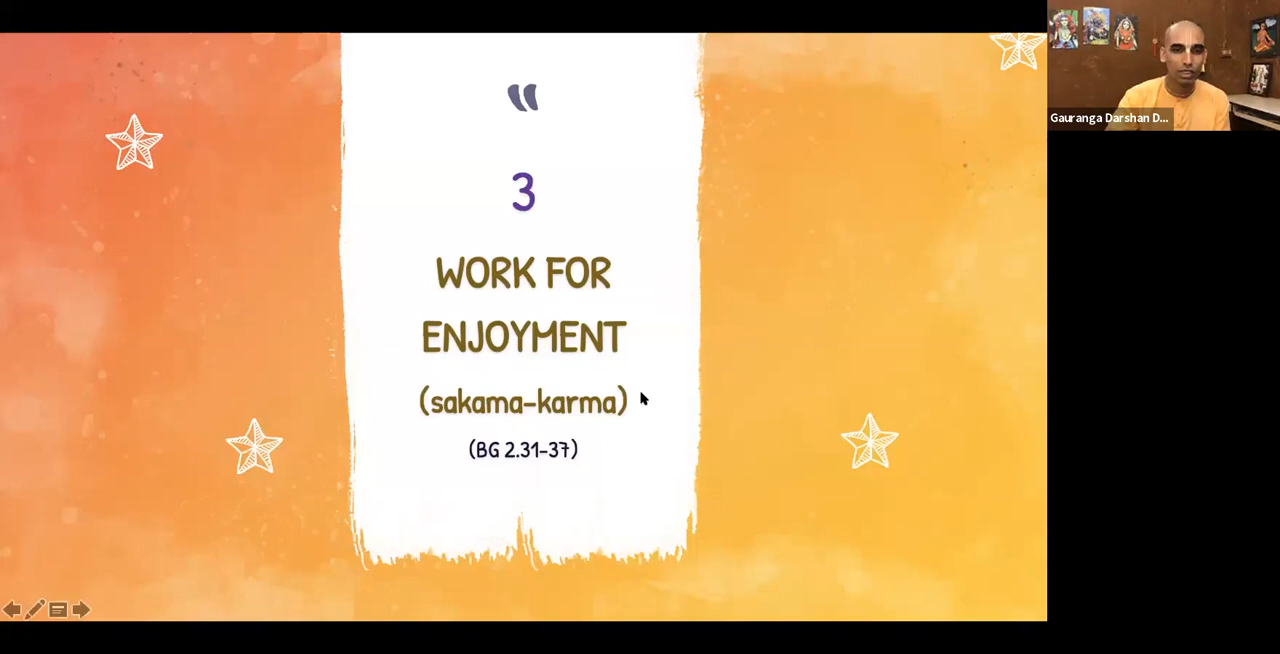 “
3
WORK FOR
ENJOYMENT
(sakama-karma)
(BG 2.31-37)
Gauranga Darshan D...